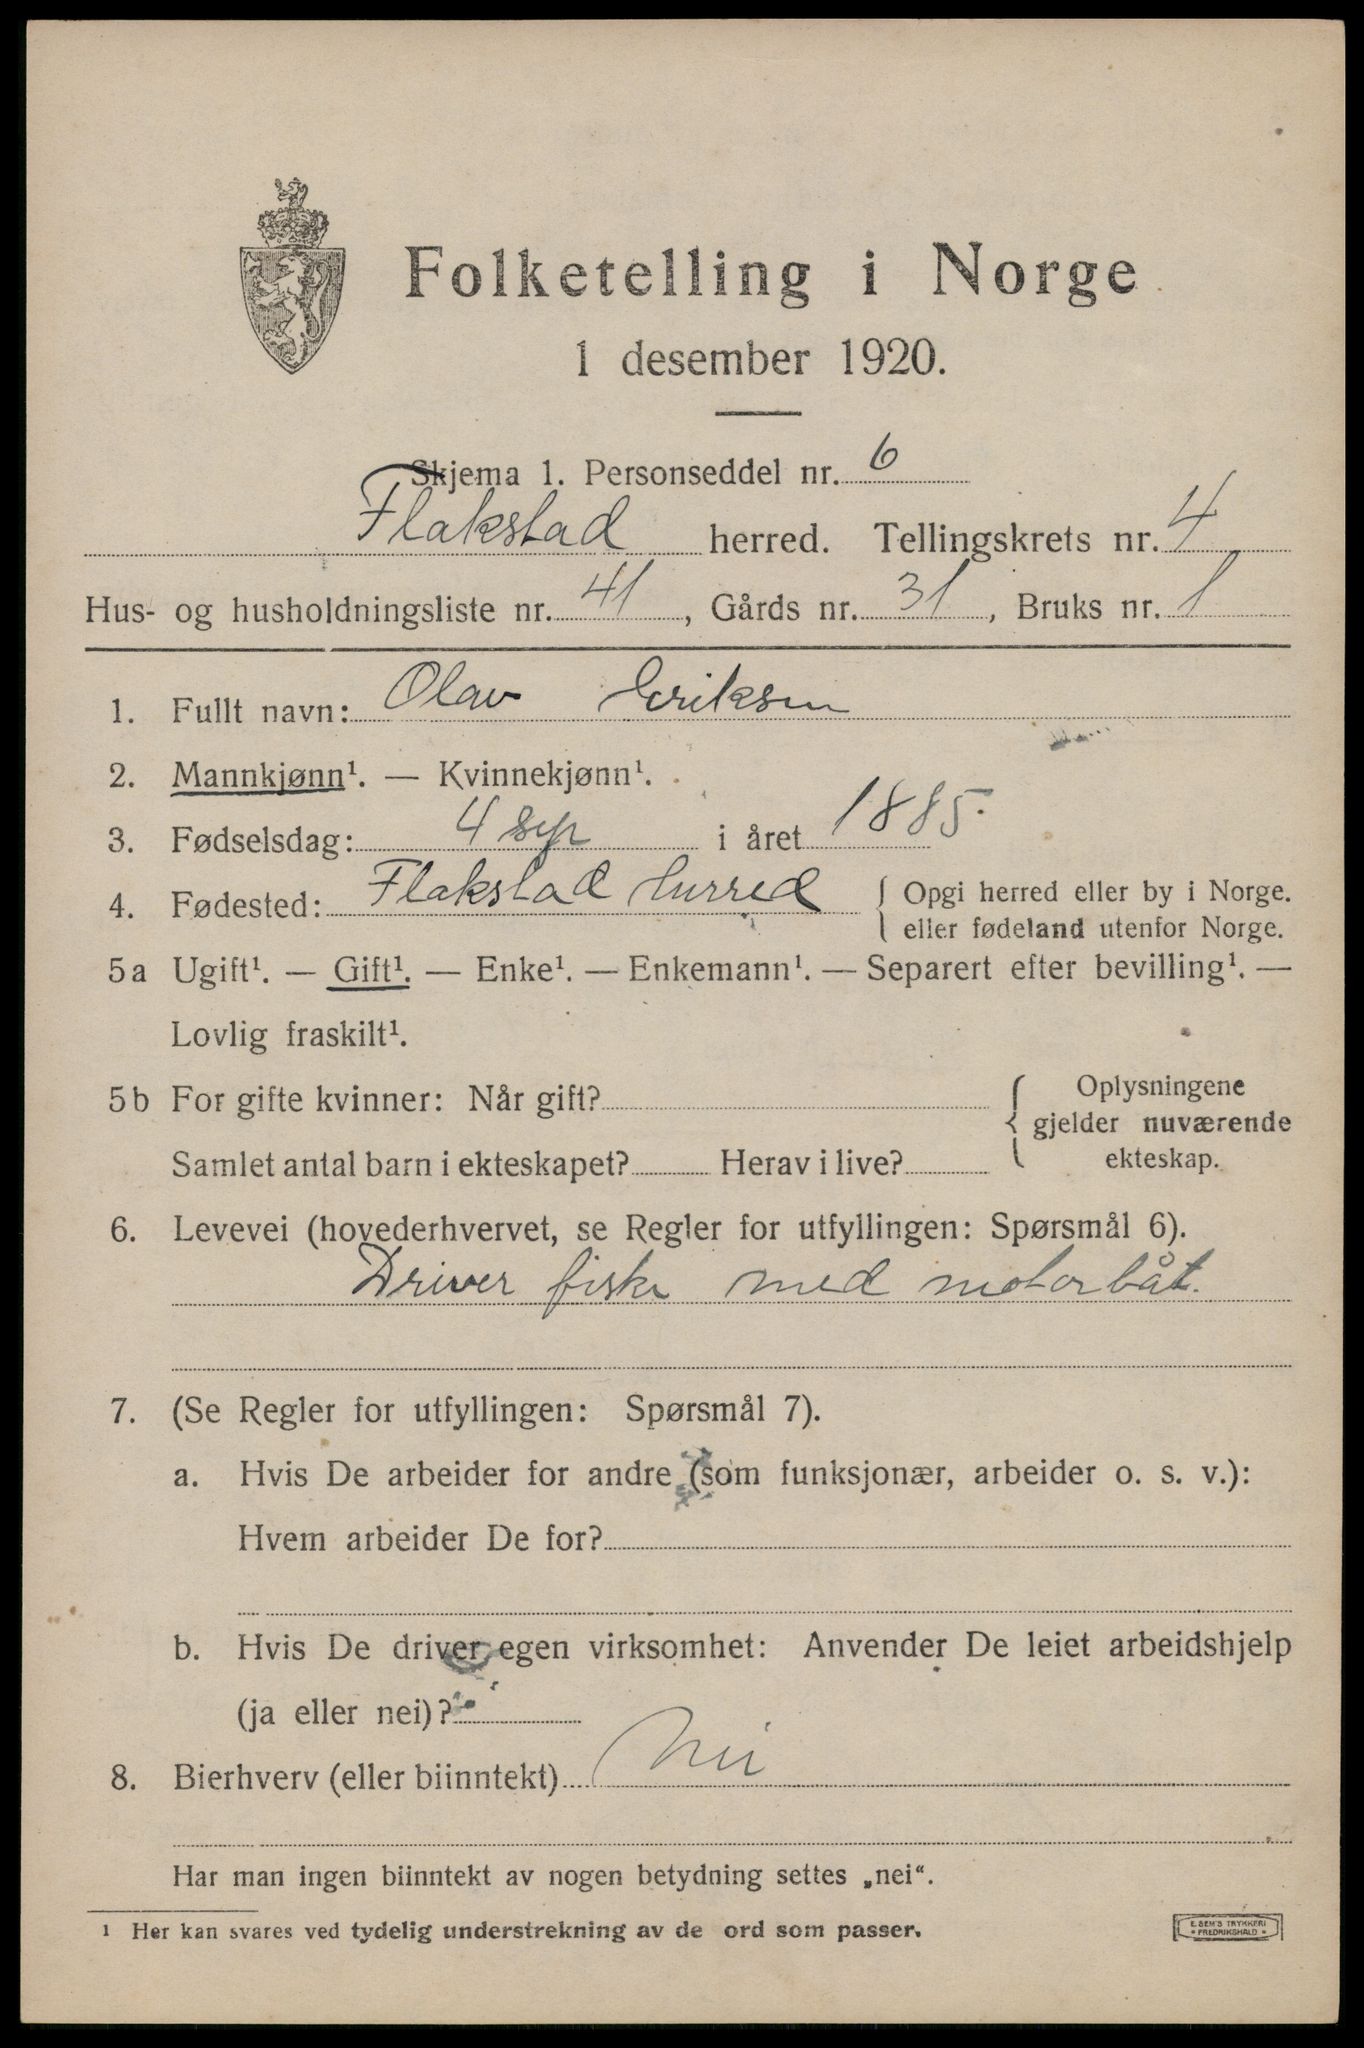 Folketelling i Norge
1 desember 1920.
Skjema 1. Personseddel nr. 6
Flakstad herred. Tellingskrets nr. 4
Hus- og husholdningsliste nr. 41, Gårds nr. 31, Bruks nr. 1
1. Fullt navn: Olav Eriksen
2. Mannkjønn¹. — Kvinnekjønn¹.
3. Fødselsdag: 4 sep i året 1885.
4. Fødested: Flakstad herred { Opgi herred eller by i Norge.
eller fødeland utenfor Norge.
5a Ugift¹. — Gift¹. — Enke¹. — Enkemann¹. — Separert efter bevilling¹. —
Lovlig fraskilt¹.
5b For gifte kvinner: Når gift?
Samlet antal barn i ekteskapet? Herav i live?
{ Oplysningene
gjelder nuværende
ekteskap.
6. Levevei (hovederhvervet, se Regler for utfyllingen: Spørsmål 6).
Driver fiske med motorbåt.
7. (Se Regler for utfyllingen: Spørsmål 7).
a. Hvis De arbeider for andre (som funksjonær, arbeider o. s. v.):
Hvem arbeider De for?
b. Hvis De driver egen virksomhet: Anvender De leiet arbeidshjelp
(ja eller nei)?
8. Bierhverv (eller biinntekt) Nei
Har man ingen biinntekt av nogen betydning settes „nei“.
¹ Her kan svares ved tydelig understrekning av de ord som passer.
E. SEM'S TRYKKERI
* FREDRIKSHALD *